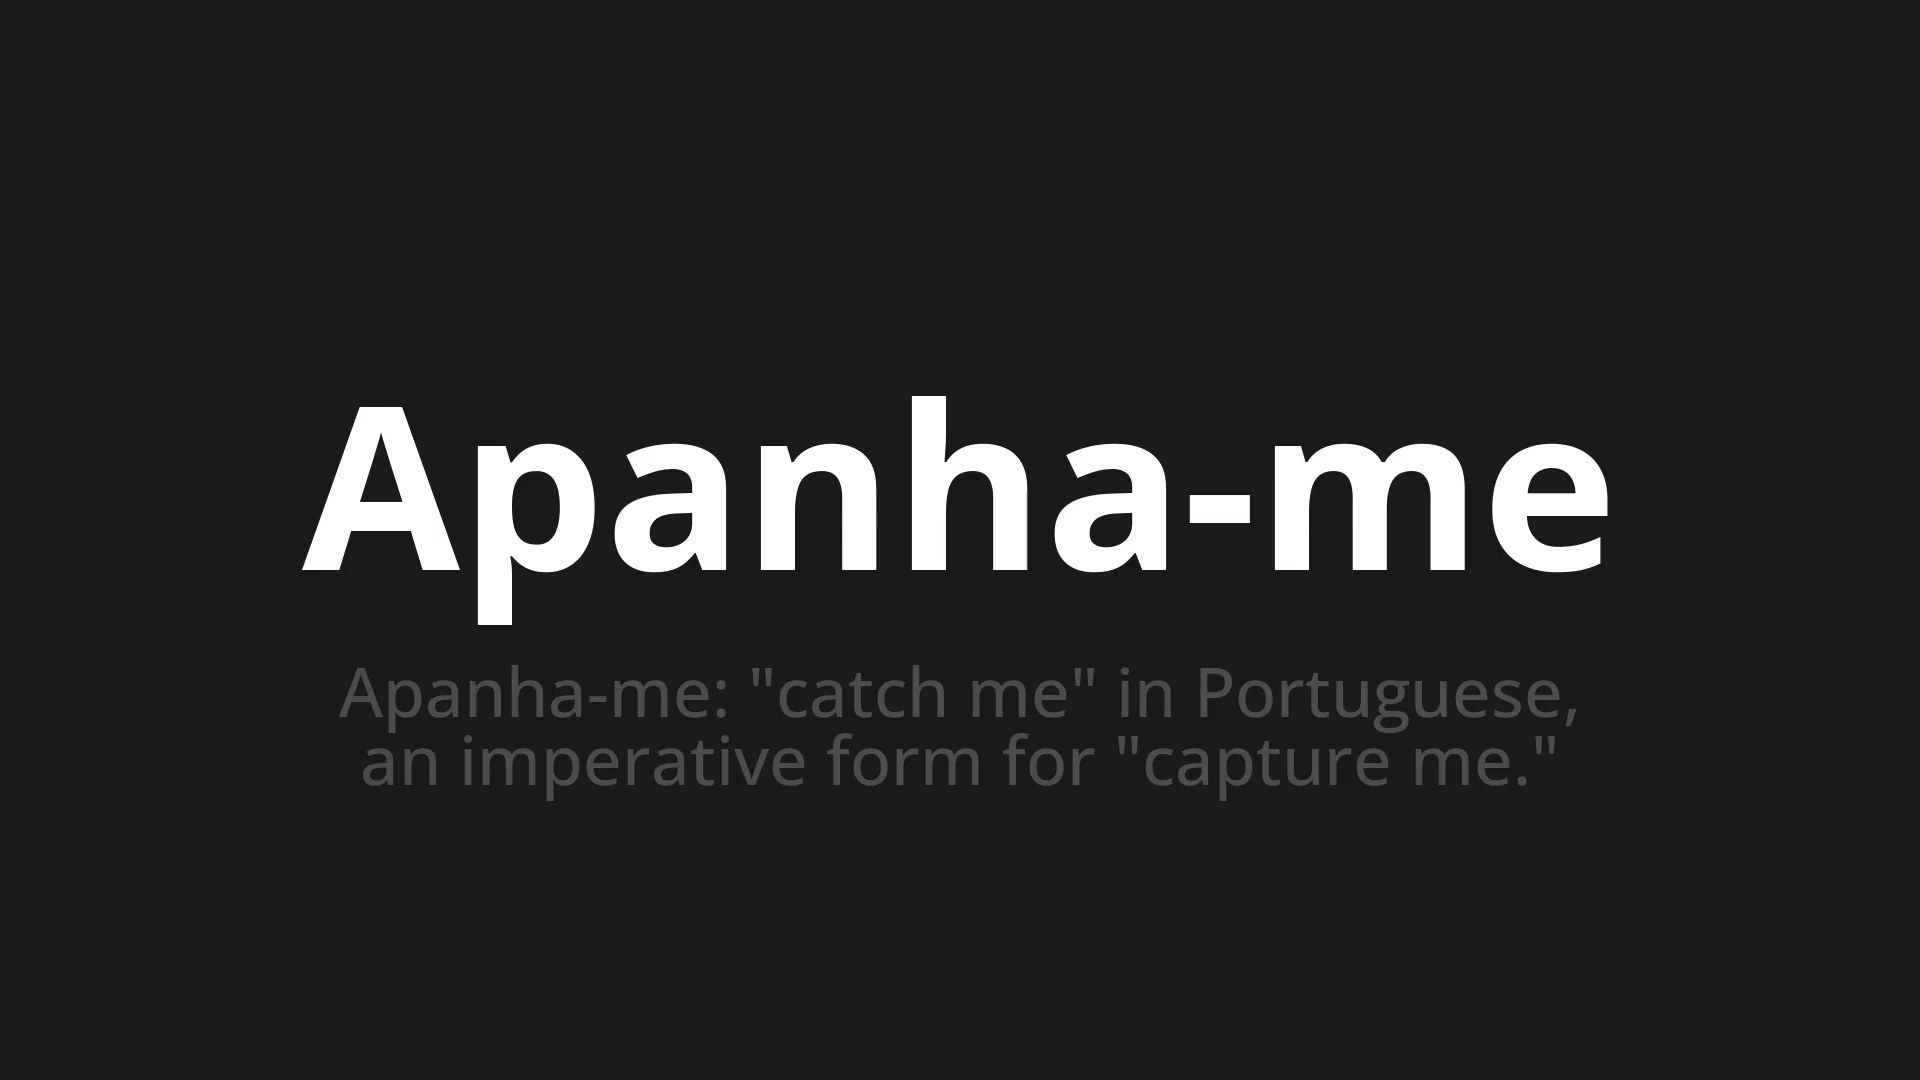 Apanha-me
Apanha-me: "catch me" in Portuguese,
an imperative form for "capture me."